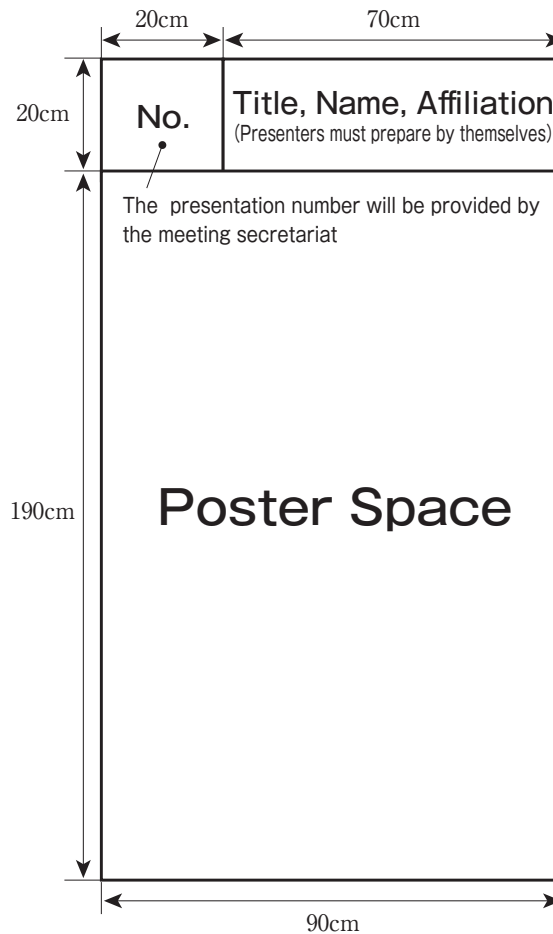 20cm
70cm
20cm
No.
Title, Name, Affiliation
(Presenters must prepare by themselves)
The presentation number will be provided by
the meeting secretariat
190cm
Poster Space
90cm